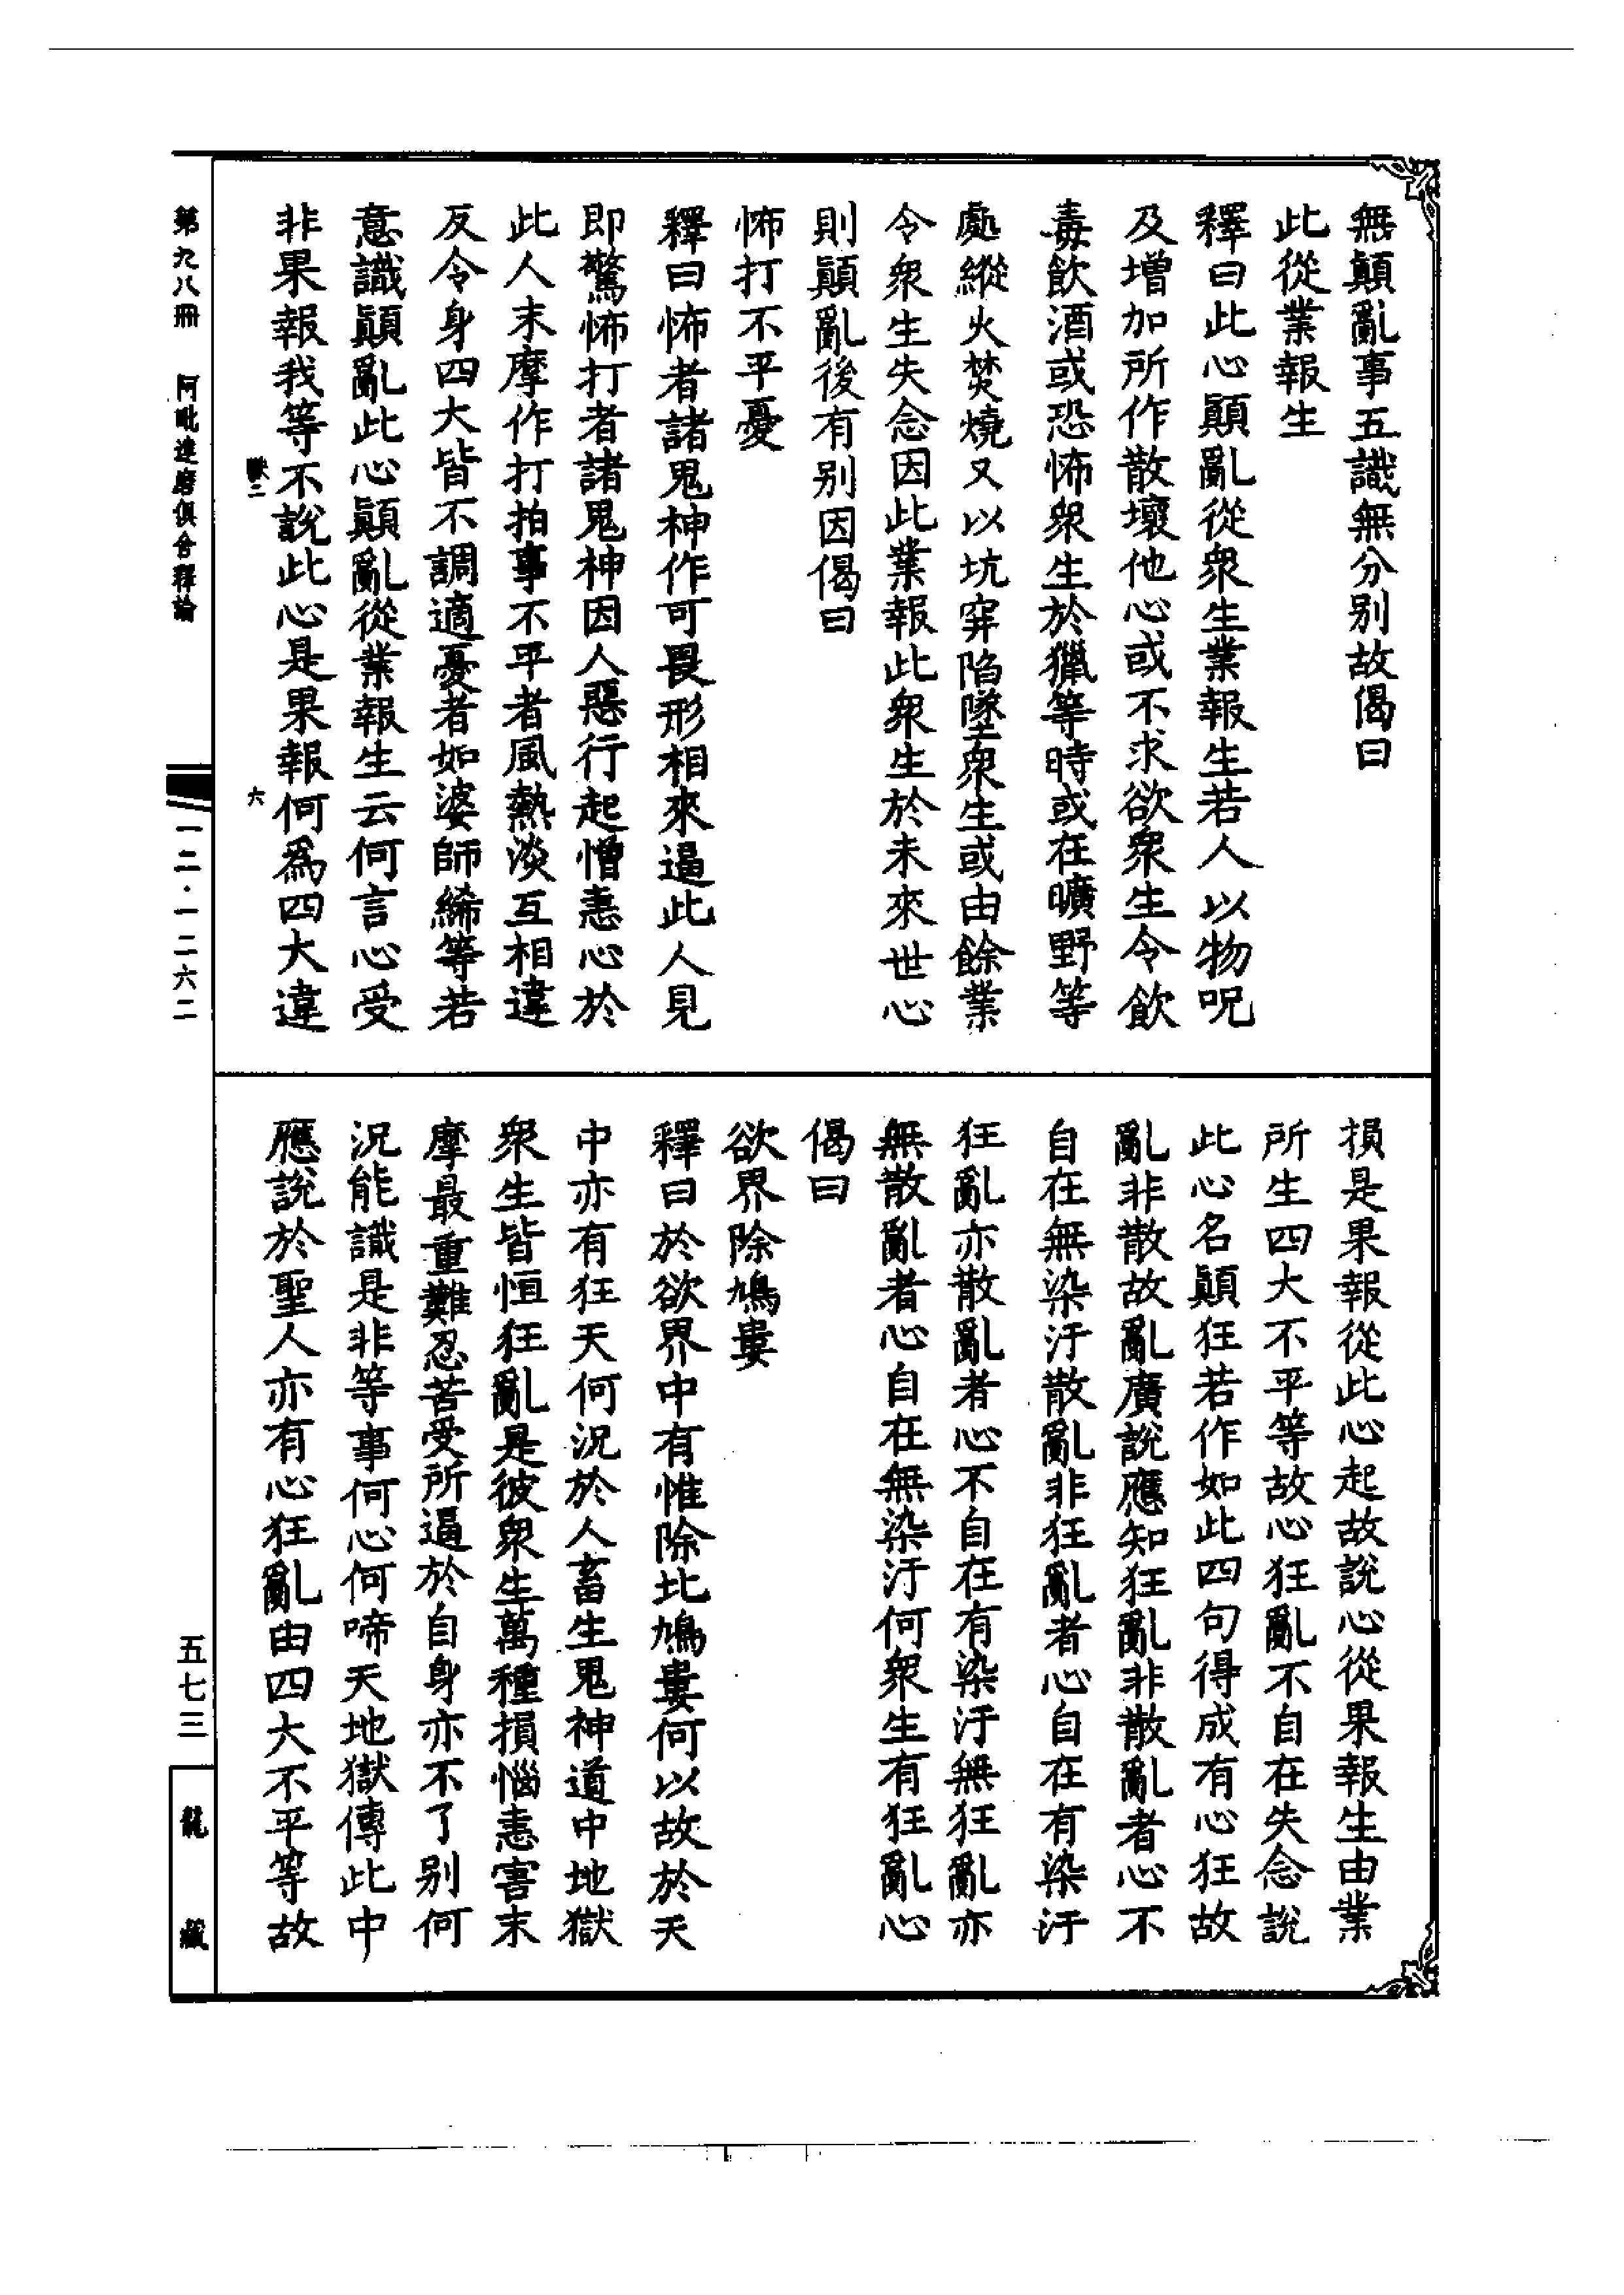 無顛亂事五識無分别故偈曰
此從業報生
釋曰此心顛亂從衆生業報生若人以物呪
及增加所作散壞他心或不求欲衆生令飲
毒飲酒或恐怖衆生於獵等時或在曠野等
處縱火焚燒又以坑穽陷墜衆生或由餘業
令衆生失念因此業報此衆生於未來世心
則顛亂後有别因偈曰
怖打不平憂
釋曰怖者諸鬼神作可畏形相來逼此人見
即驚怖打者諸鬼神因人惡行起憎恚心於
此人末摩作打拍事不平者風熱淡互相違
反令身四大皆不調適憂者如婆師絺等若
意識顛亂此心顛亂從業報生云何言心受
非果報我等不說此心是果報何爲四大違
損是果報從此心起故說心從果報生由業
所生四大不平等故心狂亂不自在失念說
此心名顛狂若作如此四句得成有心狂故
亂非散故亂廣說應知狂亂非散亂者心不
自在無染汙散亂非狂亂者心自在有染汙
狂亂亦散亂者心不自在有染汙無狂亂亦
無散亂者心自在無染汙何衆生有狂亂心
偈曰
欲界除鳩婁
釋曰於欲界中有惟除北鳩婁何以故於天
中亦有狂天何況於人畜生鬼神道中地獄
衆生皆恒狂亂是彼衆生萬種損惱恚害末
摩最重難忍苦受所逼於自身亦不了别何
況能識是非等事何心何啼天地獄傳此中
應說於聖人亦有心狂亂由四大不平等故
六
第九八冊 阿毗達磨俱舍釋論
一二·一二六二
五七三
龍藏